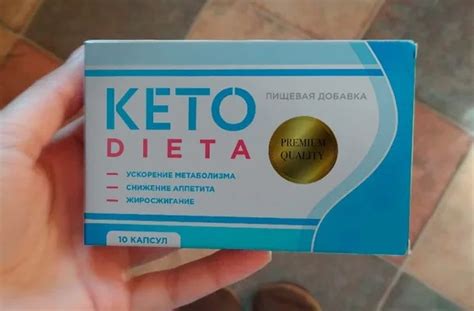 KETO
DIETA
ПИЩЕВАЯ ДОБАВКА
PREMIUM
QUALITY
УСКОРЕНИЕ МЕТАБОЛИЗМА
СНИЖЕНИЕ АППЕТИТА
ЖИРОСЖИГАНИЕ
10 КАПСУЛ